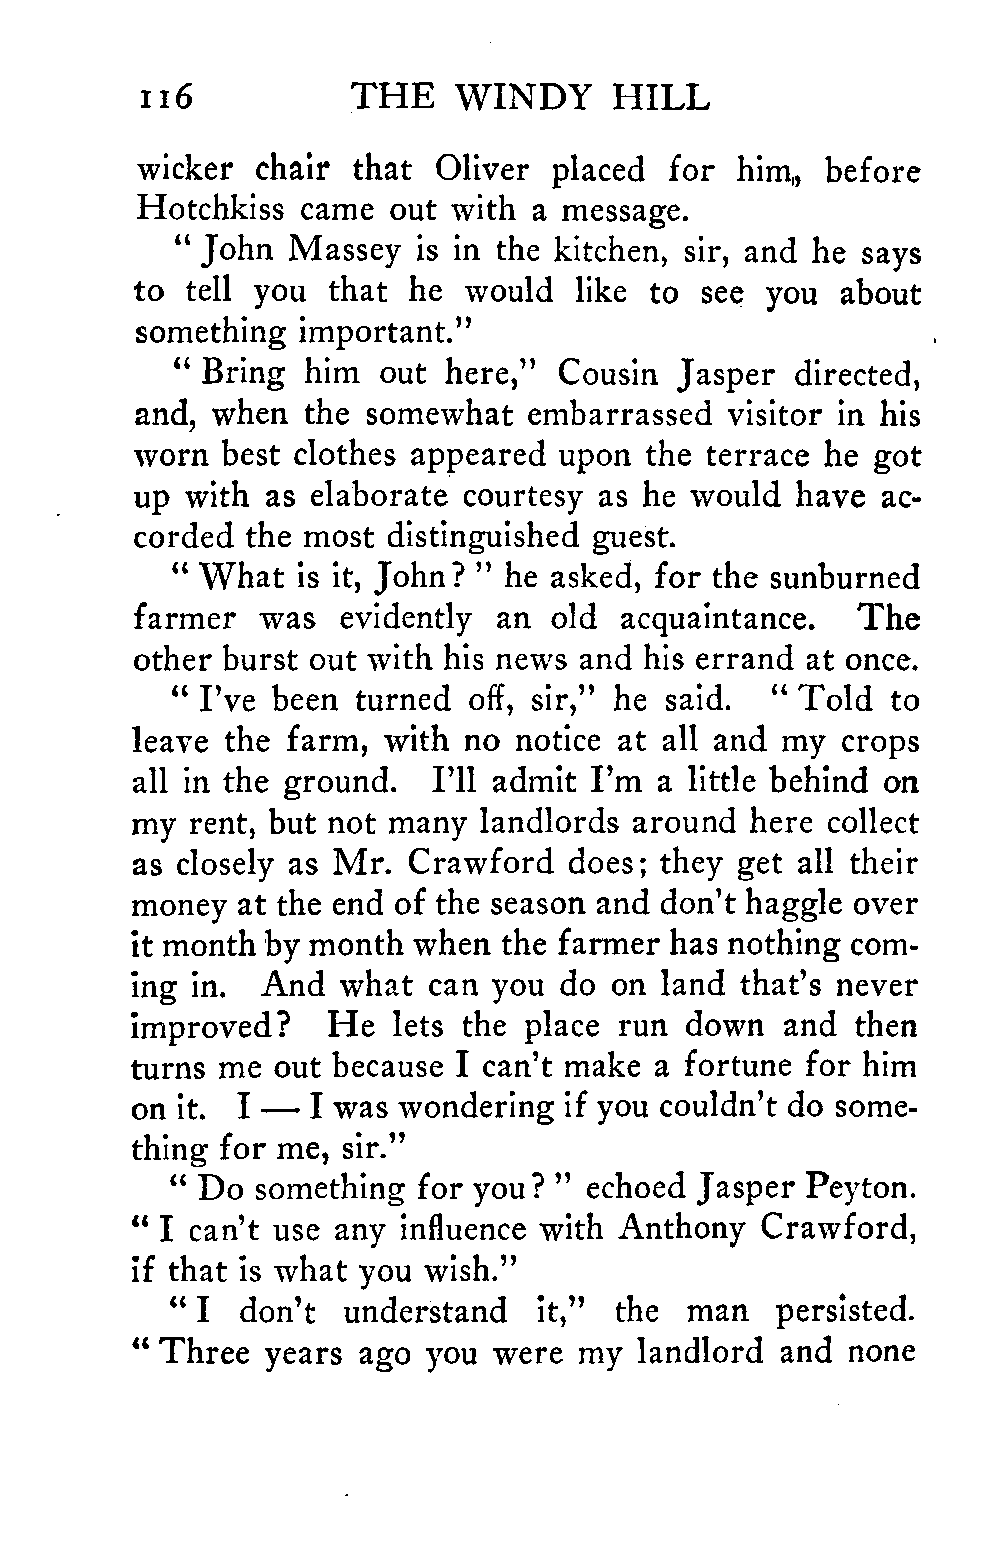 116 THE WINDY HILL
wicker chair that Oliver placed for him,, before
Hotchkiss came out with a message.
" John Massey is in the kitchen, sir, and he says
to tell you that he would like to see you about
something important."
" Bring him out here," Cousin Jasper directed,
and, when the somewhat embarrassed visitor in his
worn best clothes appeared upon the terrace he got
up with as elaborate courtesy as he would have ac-
corded the most distinguished guest.
" What is it, John? " he asked, for the sunburned
farmer was evidently an old acquaintance. The
other burst out with his news and his errand at once.
" I've been turned off, sir," he said. " Told to
leave the farm, with no notice at all and my crops
all in the ground. I'll admit I'm a little behind on
my rent, but not many landlords around here collect
as closely as Mr. Crawford does; they get all their
money at the end of the season and don't haggle over
it month by month when the farmer has nothing com-
ing in. And what can you do on land that's never
improved? He lets the place run down and then
turns me out because I can't make a fortune for him
on it. I — I was wondering if you couldn't do some-
thing for me, sir."
" Do something for you? " echoed Jasper Peyton.
" I can't use any influence with Anthony Crawford,
if that is what you wish."
" I don't understand it," the man persisted.
" Three years ago you were my landlord and none